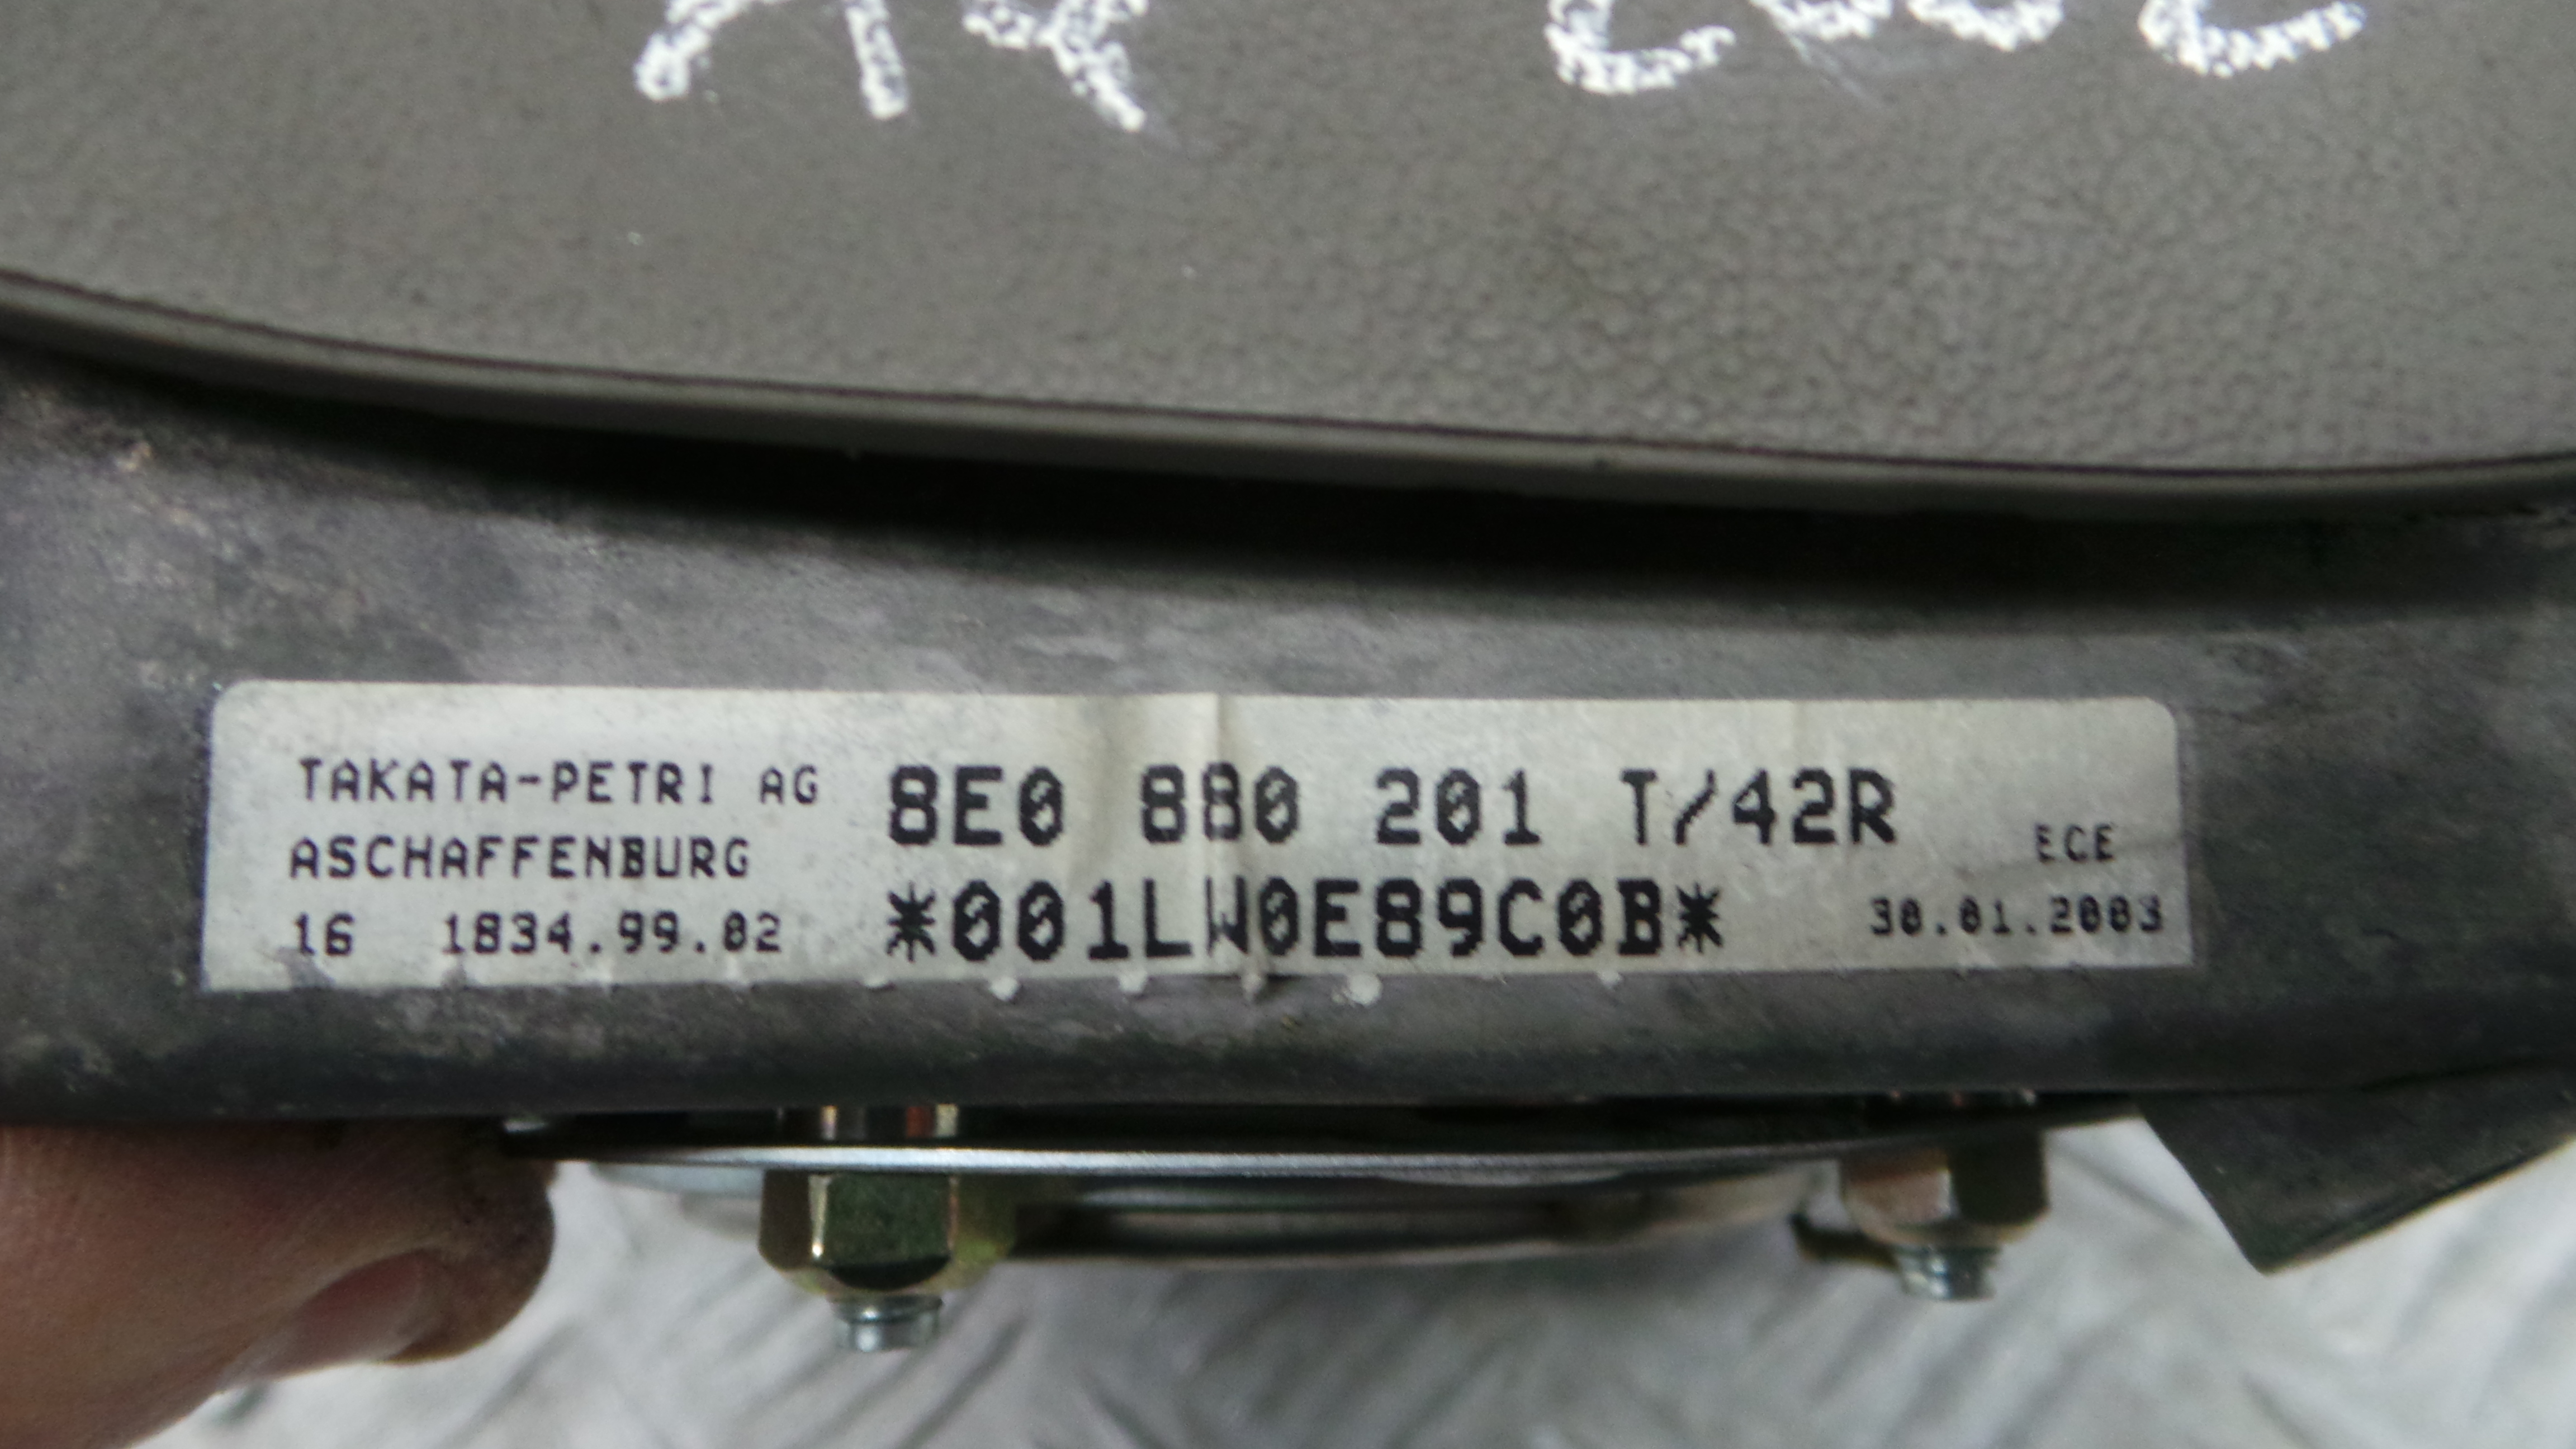 TAKATA-PETRI AG
ASCHAFFENBURG
16 1834.99.02
8E0 880 201 T/42R
*001LW0E89C0B*
ECE
30.01.2003